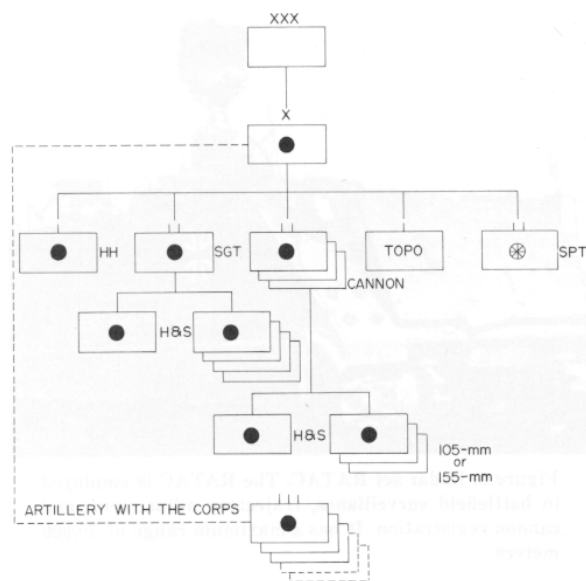 XXX
X
HH
SGT
CANNON
TOPO
SPT
H&S
H&S
105-mm
or
155-mm
ARTILLERY WITH THE CORPS